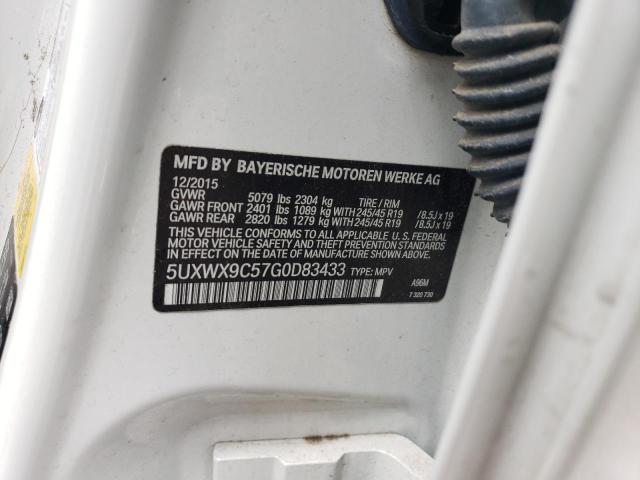 MFD BY BAYERISCHE MOTOREN WERKE AG
12/2015
GVWR 5079 lbs 2304 kg TIRE / RIM
GAWR FRONT 2401 lbs 1089 kg WITH 245/45 R19 /8.5J x 19
GAWR REAR 2820 lbs 1279 kg WITH 245/45 R19 /8.5J x 19
THIS VEHICLE CONFORMS TO ALL APPLICABLE U. S. FEDERAL
MOTOR VEHICLE SAFETY AND THEFT PREVENTION STANDARDS
IN EFFECT ON THE DATE OF MANUFACTURE SHOWN ABOVE.
5UXWX9C57G0D83433 TYPE: MPV
A96M
7 320 730